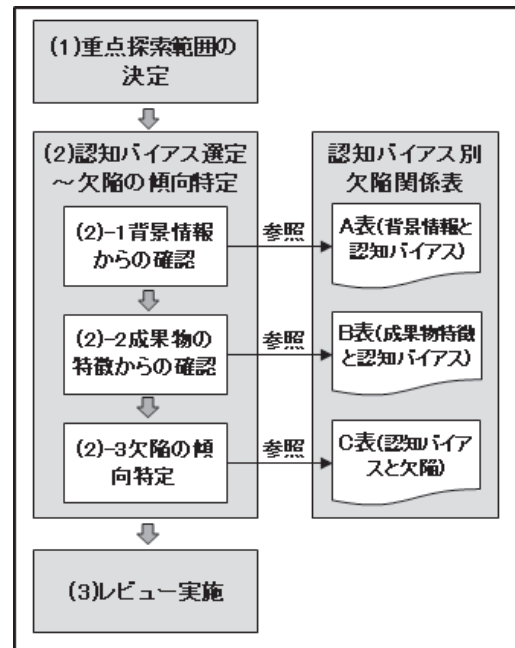 (1)重点探索範囲の
決定
(2)認知バイアス選定
～欠陥の傾向特定
認知バイアス別
欠陥関係表
(2)-1背景情報
からの確認
参照
A表(背景情報と
認知バイアス)
(2)-2成果物の
特徴からの確認
参照
B表(成果物特徴
と認知バイアス)
(2)-3欠陥の傾
向特定
参照
C表(認知バイア
スと欠陥)
(3)レビュー実施